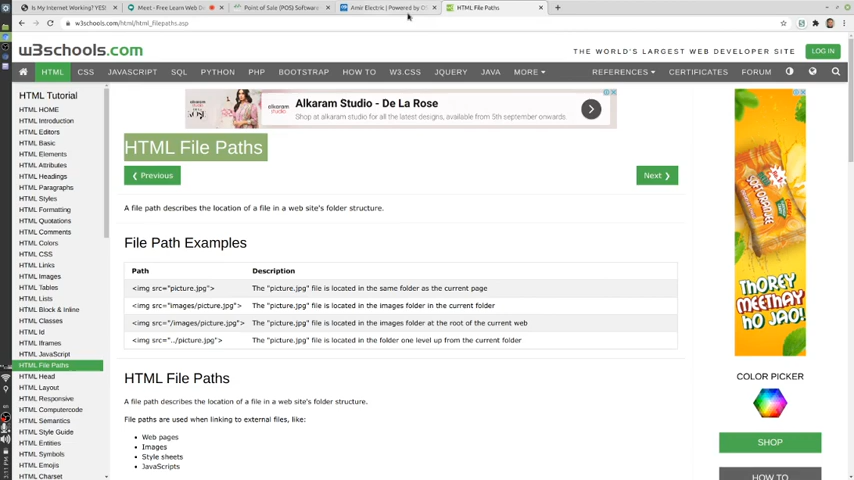 Is My Internet Working? YES!
Meet - Free Learn Web D
Point of Sale (POS) Softwar
Amir Electric | Powered by O
HTML File Paths
w3schools.com/html/html_filepaths.asp
w3schools.com
THE WORLD'S LARGEST WEB DEVELOPER SITE
LOG IN
HTML CSS JAVASCRIPT SQL PYTHON PHP BOOTSTRAP HOW TO W3.CSS JQUERY JAVA MORE REFERENCES CERTIFICATES FORUM
HTML Tutorial
HTML HOME
HTML Introduction
HTML Editors
HTML Basic
HTML Elements
HTML Attributes
HTML Headings
HTML Paragraphs
HTML Styles
HTML Formatting
HTML Quotations
HTML Comments
HTML Colors
HTML CSS
HTML Links
HTML Images
HTML Tables
HTML Lists
HTML Block & Inline
HTML Classes
HTML Id
HTML Iframes
HTML JavaScript
HTML File Paths
HTML Head
HTML Layout
HTML Responsive
HTML Computercode
HTML Semantics
HTML Style Guide
HTML Entities
HTML Symbols
HTML Emojis
HTML Charset
alkaram studio
Alkaram Studio - De La Rose
Shop at alkaram studio for all the latest designs, available from 5th september onwards.
HTML File Paths
❮ Previous
Next ❯
A file path describes the location of a file in a web site's folder structure.
File Path Examples
Path Description
<img src="picture.jpg"> The "picture.jpg" file is located in the same folder as the current page
<img src="images/picture.jpg"> The "picture.jpg" file is located in the images folder in the current folder
<img src="/images/picture.jpg"> The "picture.jpg" file is located in the images folder at the root of the current web
<img src="../picture.jpg"> The "picture.jpg" file is located in the folder one level up from the current folder
HTML File Paths
A file path describes the location of a file in a web site's folder structure.
File paths are used when linking to external files, like:
• Web pages
• Images
• Style sheets
• JavaScripts
THOREY
MEETHAY
HO JAO!
COLOR PICKER
SHOP
HOW TO
3:11 PM